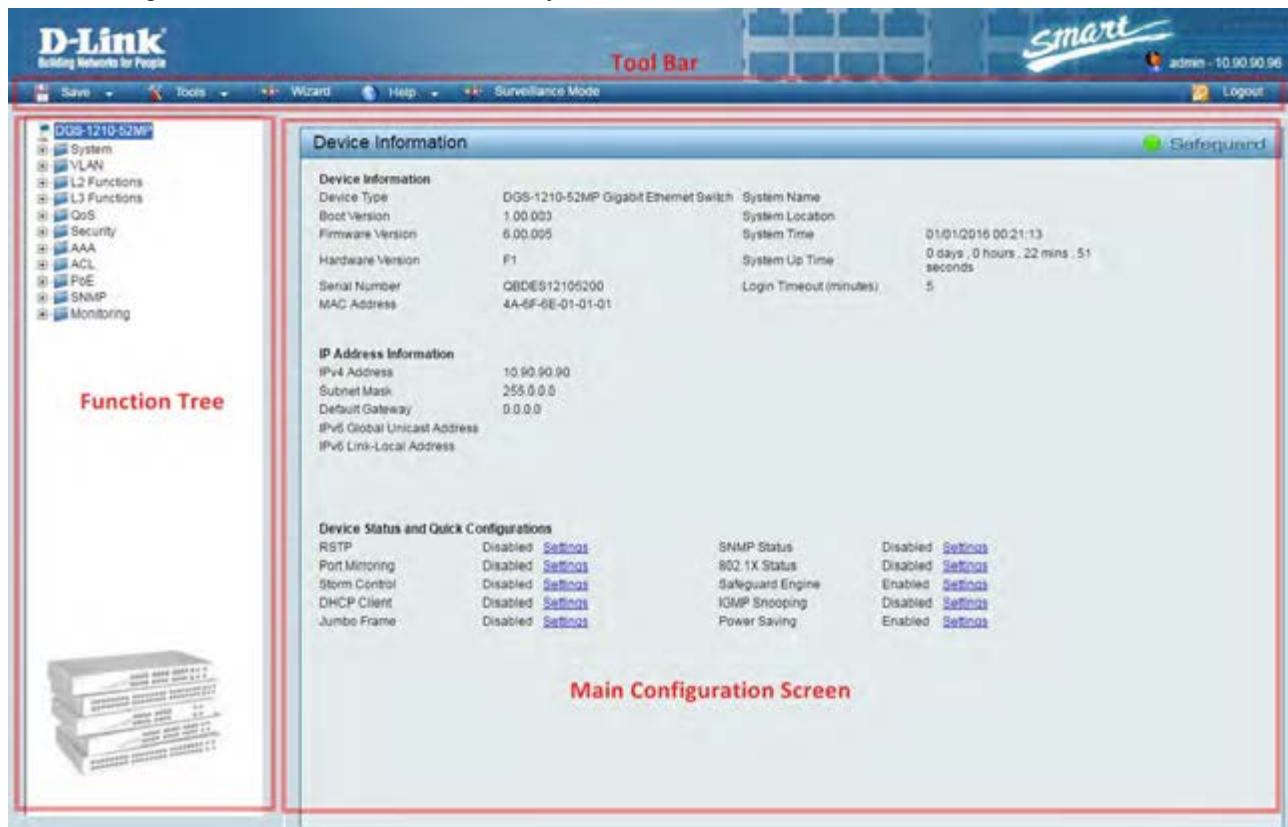 D-Link
Building Networks for People
smart
Tool Bar
admin - 10.90.90.96
Save Tools Wizard Help Surveillance Mode Logout
DGS-1210-52MP
System
VLAN
L2 Functions
L3 Functions
QoS
Security
AAA
ACL
PoE
SNMP
Monitoring
Function Tree
Device Information Safeguard
Device Information
Device Type DGS-1210-52MP Gigabit Ethernet Switch System Name
Boot Version 1.00.003 System Location
Firmware Version 6.00.005 System Time 01/01/2016 00:21:13
Hardware Version F1 System Up Time 0 days , 0 hours , 22 mins , 51 seconds
Serial Number QBDES12105200 Login Timeout (minutes) 5
MAC Address 4A-6F-6E-01-01-01
IP Address Information
IPv4 Address 10.90.90.90
Subnet Mask 255.0.0.0
Default Gateway 0.0.0.0
IPv6 Global Unicast Address
IPv6 Link-Local Address
Device Status and Quick Configurations
RSTP Disabled Settings SNMP Status Disabled Settings
Port Mirroring Disabled Settings 802.1X Status Disabled Settings
Storm Control Disabled Settings Safeguard Engine Enabled Settings
DHCP Client Disabled Settings IGMP Snooping Disabled Settings
Jumbo Frame Disabled Settings Power Saving Enabled Settings
Main Configuration Screen